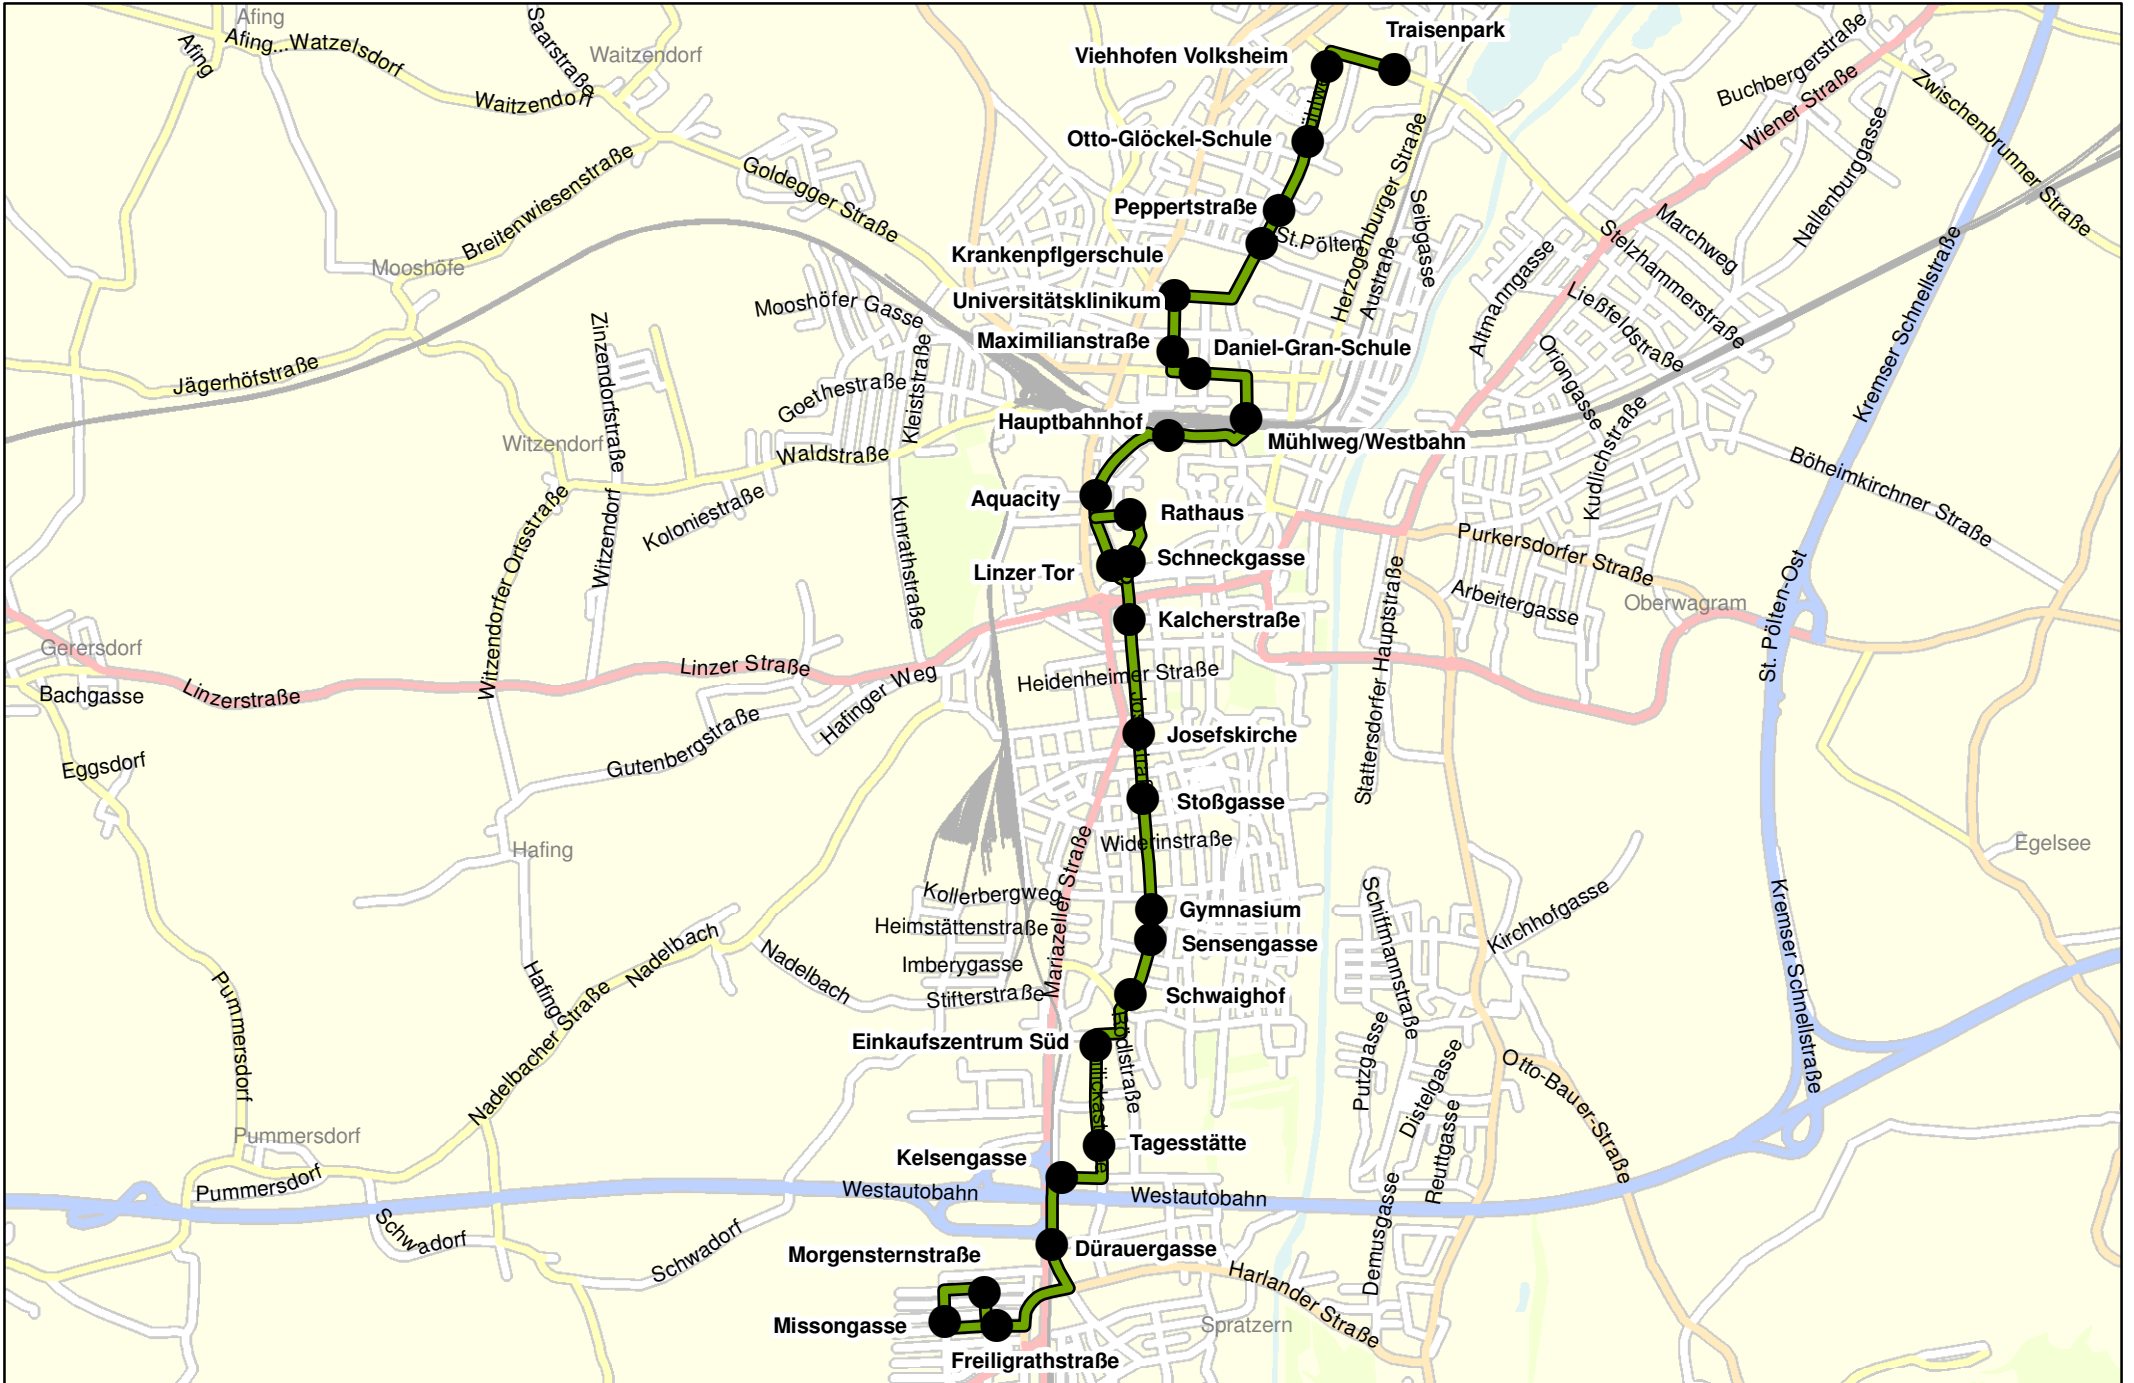 Afing
Afing...Watzelsdorf
Afing
Saarstraße
Waitzendorf
Waitzendorf
Traisenpark
Viehhofen Volksheim
Buchbergerstraße
Wiener Straße
Zwischenbrunner Straße
Otto-Glöckel-Schule
Goldegger Straße
Breitenwiesenstraße
Herzogenburger Straße
Nallenburggasse
Peppertstraße
Seibgasse
St.Pölten
Marchweg
Stelzhammerstraße
Krankenpflgerschule
Austraße
Altmanngasse
Mooshöfe
Universitätsklinikum
Mooshöfer Gasse
Ließfeldstraße
Kremser Schnellstraße
Zinzendorfstraße
Maximilianstraße
Daniel-Gran-Schule
Jägerhöfstraße
Goethestraße
Kleiststraße
Oriongasse
Hauptbahnhof
Mühlweg/Westbahn
Witzendorf
Waldstraße
Kudlichstraße
Böheimkirchner Straße
Aquacity
Rathaus
Koloniestraße
Kunrathstraße
Witzendorf
Witzendorfer Ortsstraße
Purkersdorfer Straße
Linzer Tor
Schneckgasse
Arbeitergasse
Oberwagram
St. Pölten-Ost
Kalcherstraße
Stattersdorfer Hauptstraße
Gerersdorf
Bachgasse
Linzerstraße
Linzer Straße
Hafinger Weg
Heidenheimer Straße
Josefskirche
Gutenbergstraße
Eggsdorf
Stoßgasse
Widerinstraße
Hafing
Egelsee
Mariazeller Straße
Kollerbergweg
Gymnasium
Schiffmannstraße
Kirchhofgasse
Kremser Schnellstraße
Heimstättenstraße
Sensengasse
Nadelbach
Nadelbach
Imberygasse
Hafing
Stifterstraße
Schwaighof
Pummersdorf
Nadelbacher Straße
Einkaufszentrum Süd
Putzgasse
Distelgasse
Otto-Bauer-Straße
Reuttgasse
Pummersdorf
Tagesstätte
Kelsengasse
Pummersdorf
Westautobahn
Westautobahn
Schwadorf
Schwadorf
Demusgasse
Morgensternstraße
Dürauergasse
Harlander Straße
Missongasse
Spratzern
Freiligrathstraße